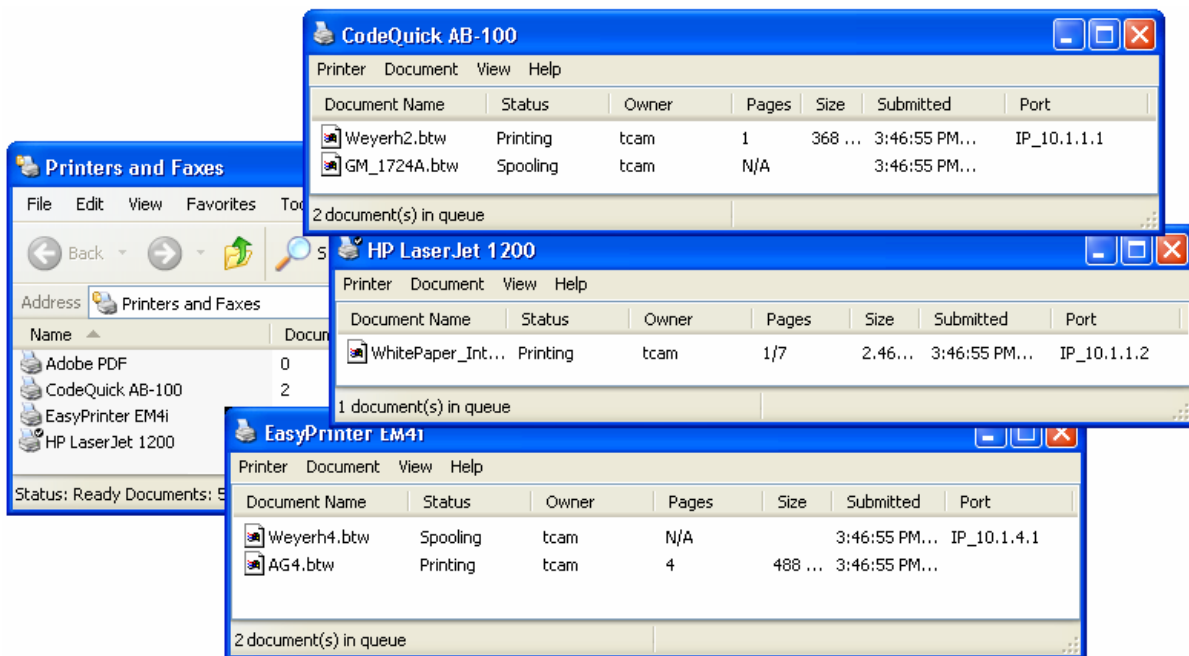 CodeQuick AB-100
Printer Document View Help
Document Name Status Owner Pages Size Submitted Port
Weyerh2.btw Printing tcam 1 368 ... 3:46:55 PM... IP_10.1.1.1
GM_1724A.btw Spooling tcam N/A 3:46:55 PM...
2 document(s) in queue
Printers and Faxes
File Edit View Favorites
Back
Address Printers and Faxes
Name
Adobe PDF 0
CodeQuick AB-100 2
EasyPrinter EM4i
HP LaserJet 1200
Status: Ready Documents: 5
HP LaserJet 1200
Printer Document View Help
Document Name Status Owner Pages Size Submitted Port
WhitePaper_Int... Printing tcam 1/7 2.46... 3:46:55 PM... IP_10.1.1.2
1 document(s) in queue
EasyPrinter EM4i
Printer Document View Help
Document Name Status Owner Pages Size Submitted Port
Weyerh4.btw Spooling tcam N/A 3:46:55 PM... IP_10.1.4.1
AG4.btw Printing tcam 4 488 ... 3:46:55 PM...
2 document(s) in queue